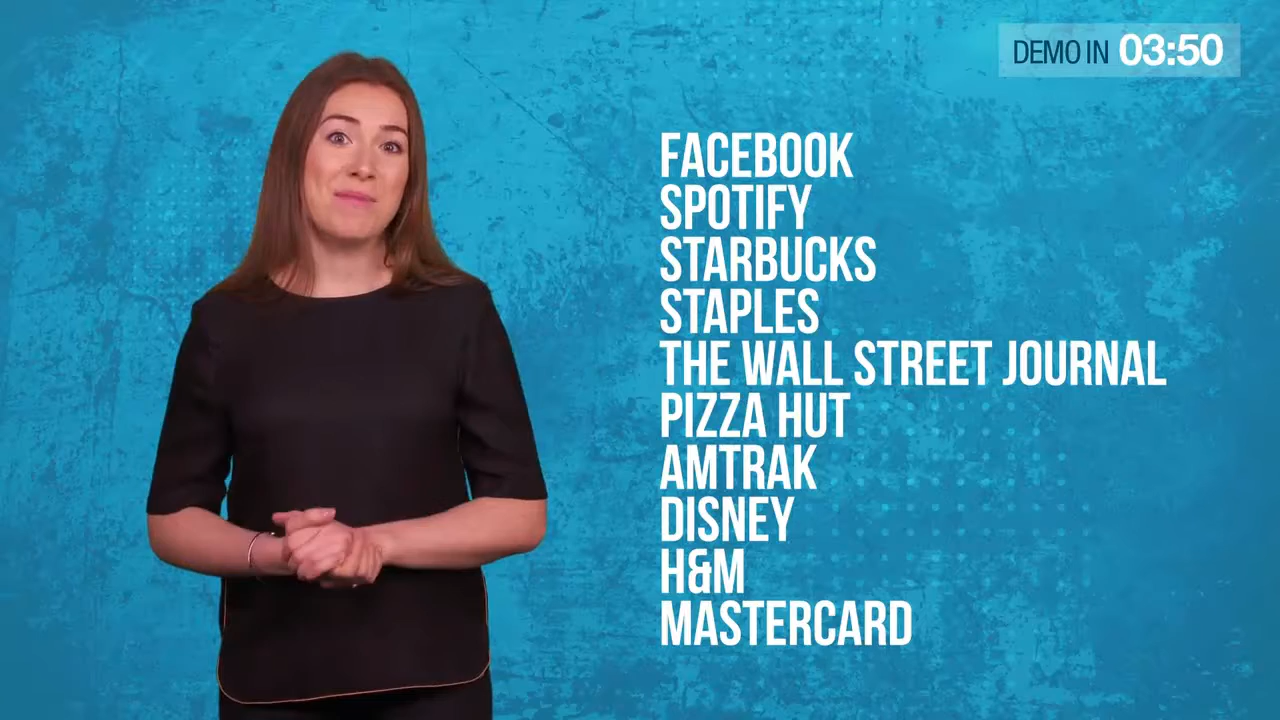 DEMO IN 03:50
FACEBOOK
SPOTIFY
STARBUCKS
STAPLES
THE WALL STREET JOURNAL
PIZZA HUT
AMTRAK
DISNEY
H&M
MASTERCARD